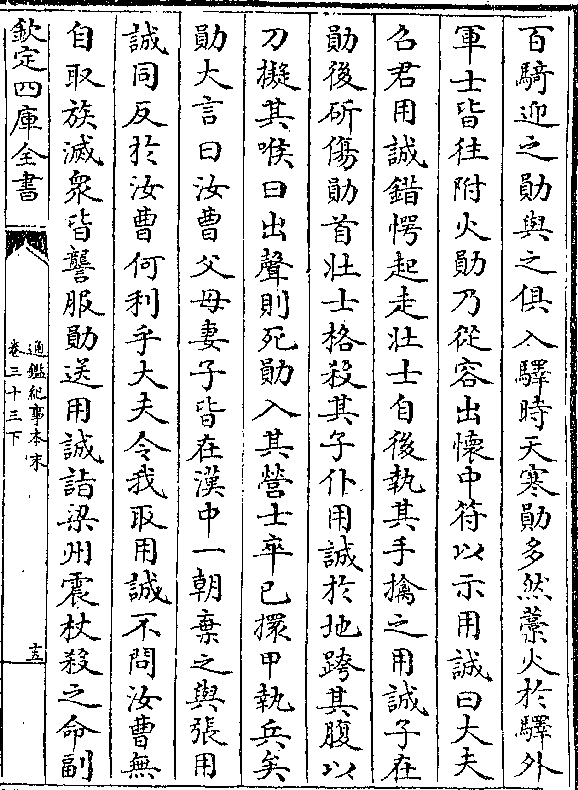 百騎迎之勛與之俱入驛時天寒勛多然藁火於驛外
軍士皆往附火勛乃從容出懷中符以示用誠曰大夫
召君用誠錯愕起走壯士自後執其手擒之用誠子在
勛後斫傷勛首壯士格殺其子仆用誠於地跨其腹以
刀擬其喉曰出聲則死勛入其營士卒已擐甲執兵矣
勛大言曰汝曹父母妻子皆在漢中一朝棄之與張用
誠同反於汝曹何利乎大夫令我取用誠不問汝曹無
自取族滅衆皆讋服勛送用誠詣梁州震杖殺之命副
欽定四庫全書
通鑑紀事本末
卷三十三下
十五